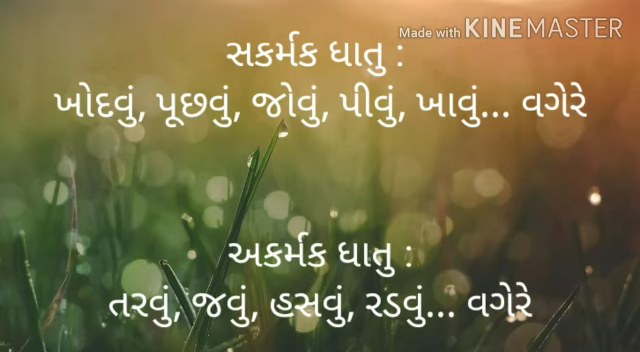 Made with KINEMASTER
સકર્મક ધાતુ :
ખોદવું, પૂછવું, જોવું, પીવું, ખાવું... વગેરે
અકર્મક ધાતુ :
તરવું, જવું, હસવું, રડવું... વગેરે